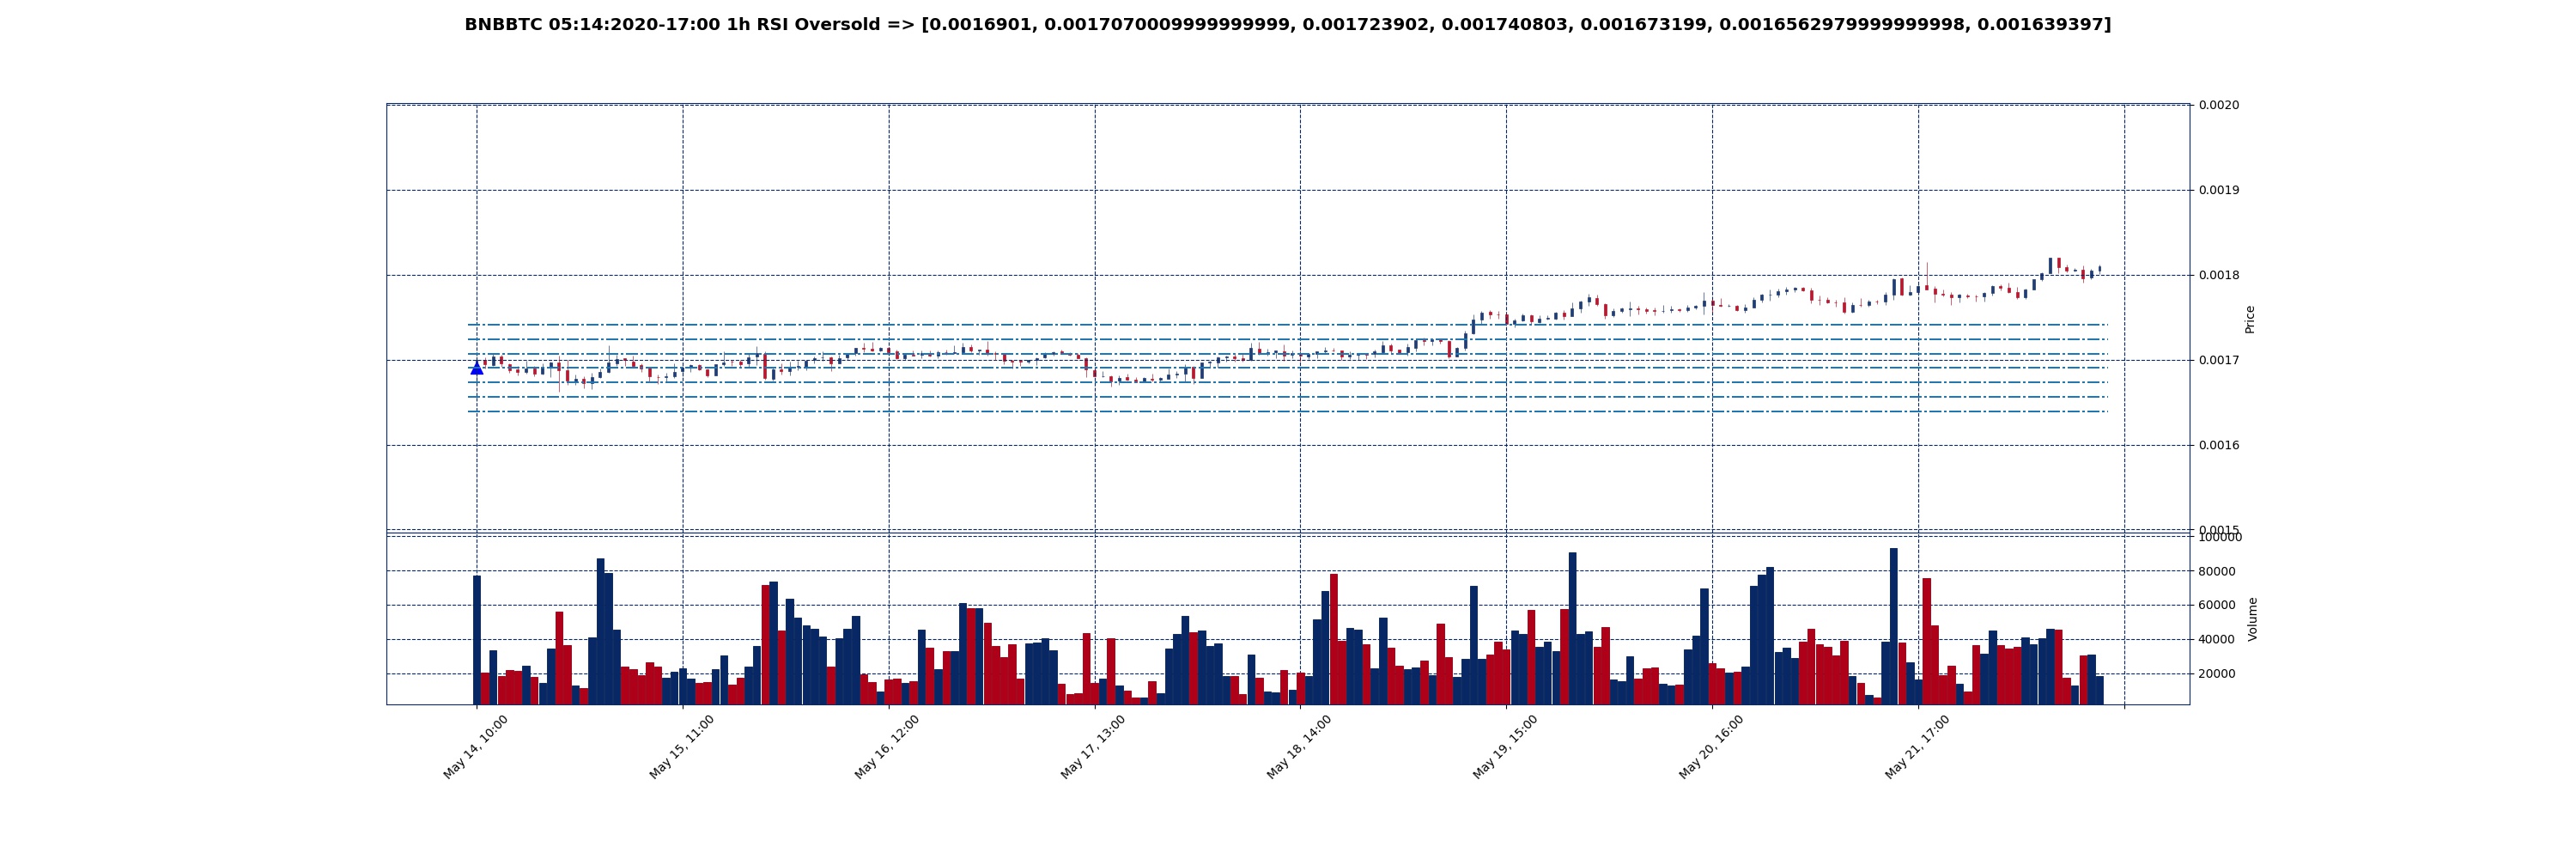 BNBBTC 05:14:2020-17:00 1h RSI Oversold => [0.0016901, 0.0017070009999999999, 0.001723902, 0.001740803, 0.001673199, 0.0016562979999999998, 0.001639397]
0.0020
0.0019
0.0018
0.0017
0.0016
0.0015
Price
100000
80000
60000
40000
20000
Volume
May 14, 10:00
May 15, 11:00
May 16, 12:00
May 17, 13:00
May 18, 14:00
May 19, 15:00
May 20, 16:00
May 21, 17:00